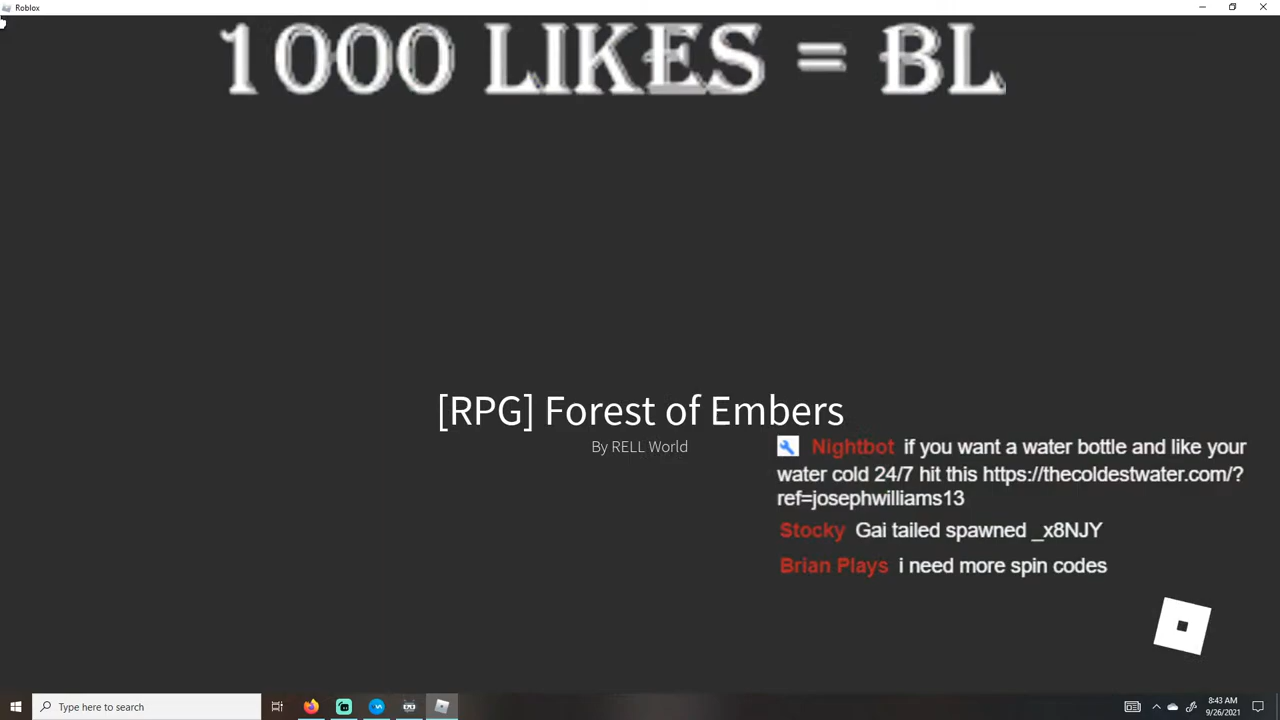 Roblox
1000 LIKES = BL
[RPG] Forest of Embers
By RELL World
Nightbot if you want a water bottle and like your
water cold 24/7 hit this https://thecoldestwater.com/?
ref=josephwilliams13
Stocky Gai tailed spawned _x8NJY
Brian Plays i need more spin codes
Type here to search
8:43 AM
9/26/2021